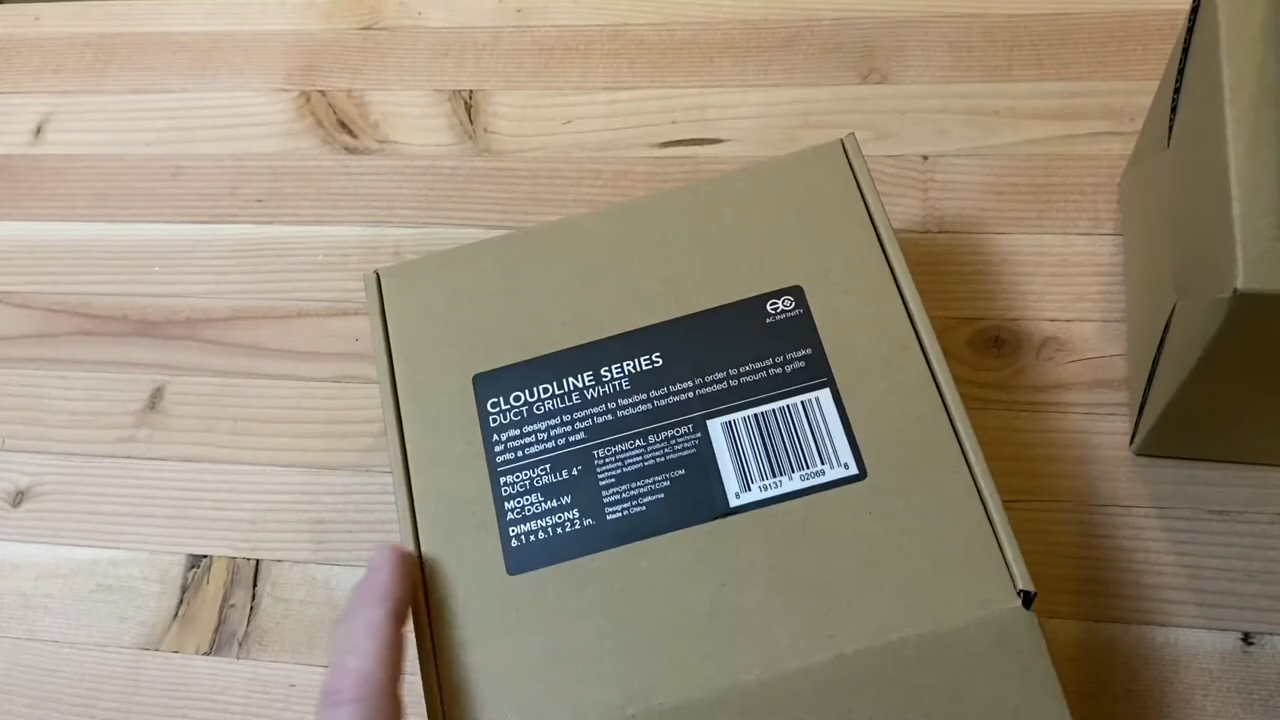 AC INFINITY
CLOUDLINE SERIES
DUCT GRILLE WHITE
A grille designed to connect to flexible duct tubes in order to exhaust or intake
air moved by inline duct fans. Includes hardware needed to mount the grille
onto a cabinet or wall.
PRODUCT
DUCT GRILLE 4"
MODEL
AC-DGM4-W
DIMENSIONS
6.1 x 6.1 x 2.2 in.
TECHNICAL SUPPORT
For any installation, product, or technical
questions, please contact AC INFINITY
technical support with the information
below.
SUPPORT@ACINFINITY.COM
WWW.ACINFINITY.COM
Designed in California
Made in China
8 19137 02069 6